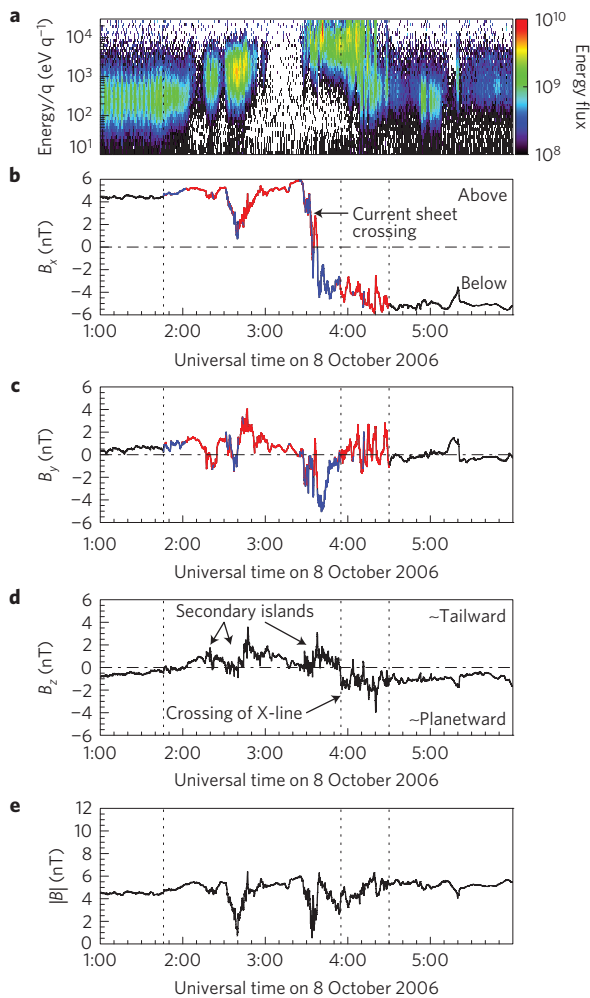 a
10⁴
10³
10²
10¹
Energy/q (eV q⁻¹)
10¹⁰
10⁹
10⁸
Energy flux
b
6
4
2
0
−2
−4
−6
Bₓ (nT)
Above
Current sheet
crossing
Below
1:00 2:00 3:00 4:00 5:00
Universal time on 8 October 2006
c
6
4
2
0
−2
−4
−6
B_y (nT)
1:00 2:00 3:00 4:00 5:00
Universal time on 8 October 2006
d
6
4
2
0
−2
−4
−6
B_z (nT)
Secondary islands
~Tailward
Crossing of X-line
~Planetward
1:00 2:00 3:00 4:00 5:00
Universal time on 8 October 2006
e
12
10
8
6
4
2
0
|B| (nT)
1:00 2:00 3:00 4:00 5:00
Universal time on 8 October 2006